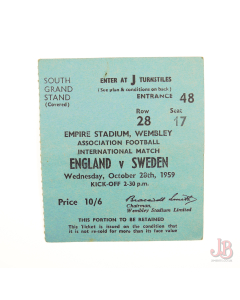 SOUTH
GRAND
STAND
(Covered)
ENTER AT J TURNSTILES
(See plan & conditions on back)
ENTRANCE 48
Row Seat
28 17
EMPIRE STADIUM, WEMBLEY
ASSOCIATION FOOTBALL
INTERNATIONAL MATCH
ENGLAND v SWEDEN
Wednesday, October 28th, 1959
KICK-OFF 2-30 p.m.
Price 10/6
Chairman,
Wembley Stadium Limited
THIS PORTION TO BE RETAINED
This Ticket is issued on the condition that
it is not re-sold for more than its face value
JB